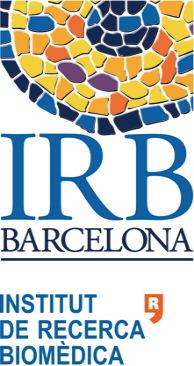 IRB
BARCELONA
INSTITUT
DE RECERCA
BIOMÈDICA
R